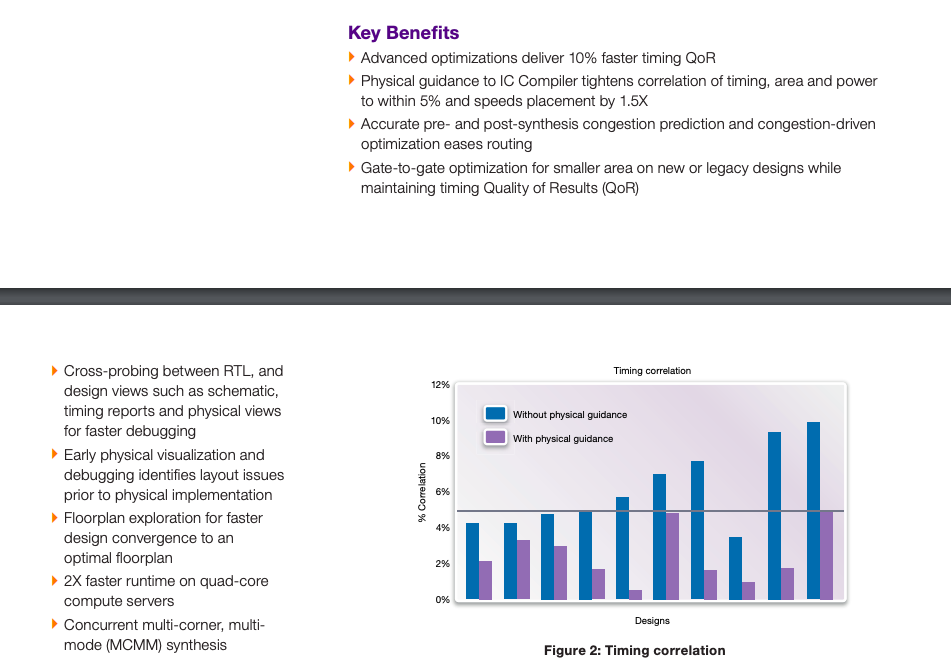 Key Benefits
Advanced optimizations deliver 10% faster timing QoR
Physical guidance to IC Compiler tightens correlation of timing, area and power
to within 5% and speeds placement by 1.5X
Accurate pre- and post-synthesis congestion prediction and congestion-driven
optimization eases routing
Gate-to-gate optimization for smaller area on new or legacy designs while
maintaining timing Quality of Results (QoR)
Cross-probing between RTL, and
design views such as schematic,
timing reports and physical views
for faster debugging
Early physical visualization and
debugging identifies layout issues
prior to physical implementation
Floorplan exploration for faster
design convergence to an
optimal floorplan
2X faster runtime on quad-core
compute servers
Concurrent multi-corner, multi-
mode (MCMM) synthesis
Timing correlation
12%
10%
8%
6%
4%
2%
0%
% Correlation
Without physical guidance
With physical guidance
Designs
Figure 2: Timing correlation